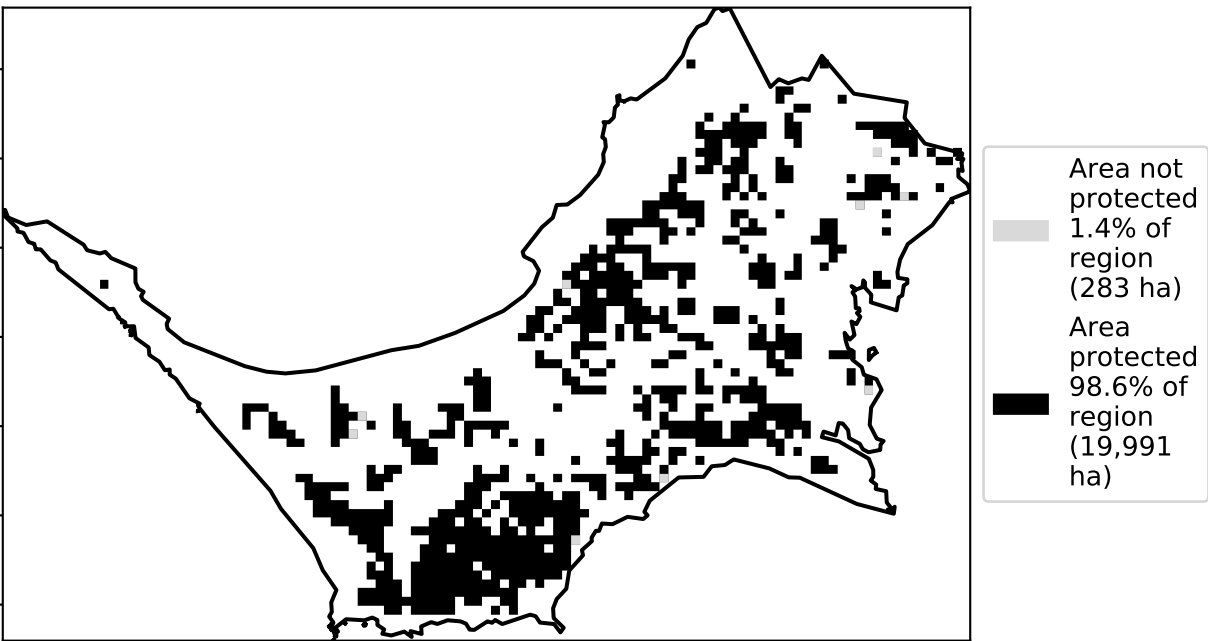 Area not
protected
1.4% of
region
(283 ha)
Area
protected
98.6% of
region
(19,991
ha)